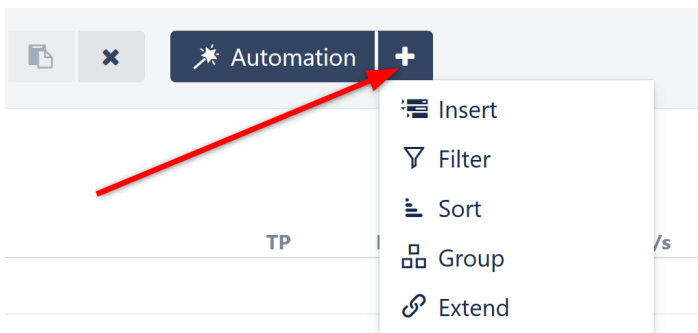 Automation
Insert
Filter
Sort
TP
/s
Group
Extend